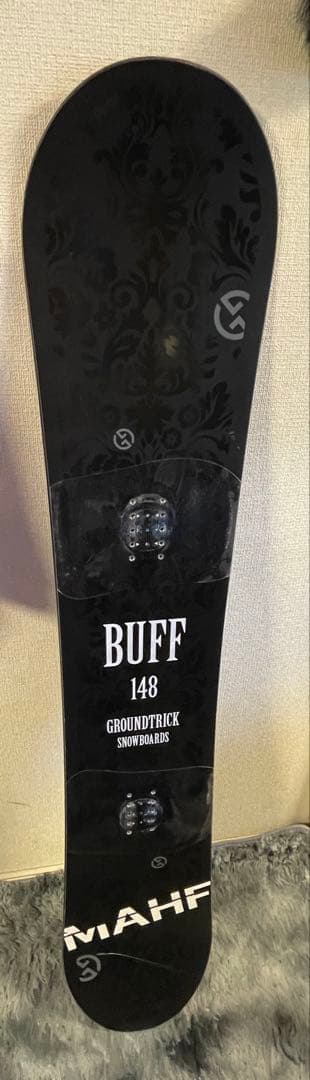 BUFF
148
GROUNDTRICK
SNOWBOARDS
MAHF